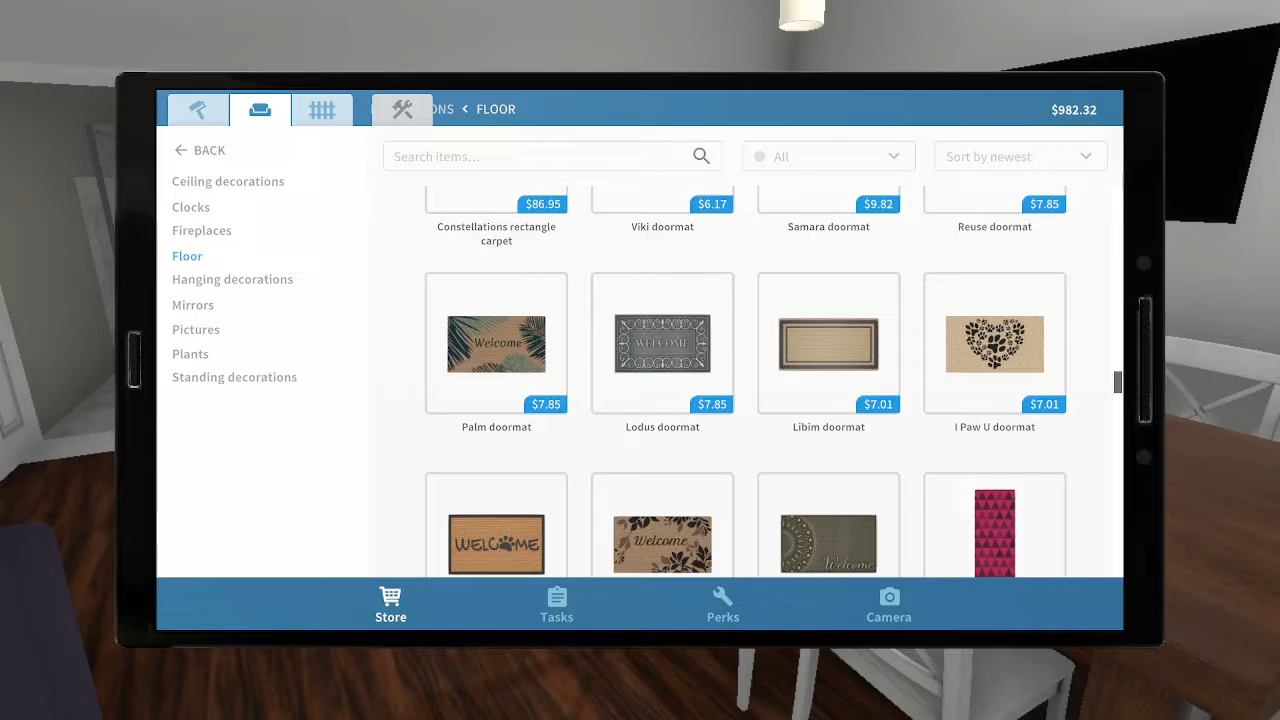 ONS < FLOOR
$982.32
BACK
Search items...
All
Sort by newest
Ceiling decorations
Clocks
Fireplaces
Floor
Hanging decorations
Mirrors
Pictures
Plants
Standing decorations
$86.95
$6.17
$9.82
$7.85
Constellations rectangle
carpet
Viki doormat
Samara doormat
Reuse doormat
Welcome
WELCOME
$7.85
$7.85
$7.01
$7.01
Palm doormat
Lodus doormat
Libim doormat
I Paw U doormat
WELC ME
Welcome
Welcome
Store
Tasks
Perks
Camera